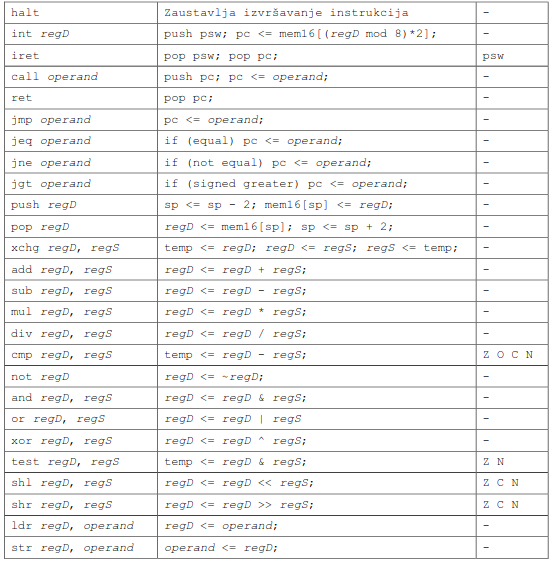 halt Zaustavlja izvršavanje instrukcija -
int regD push psw; pc <= mem16[(regD mod 8)*2]; -
iret pop psw; pop pc; psw
call operand push pc; pc <= operand; -
ret pop pc; -
jmp operand pc <= operand; -
jeq operand if (equal) pc <= operand; -
jne operand if (not equal) pc <= operand; -
jgt operand if (signed greater) pc <= operand; -
push regD sp <= sp - 2; mem16[sp] <= regD; -
pop regD regD <= mem16[sp]; sp <= sp + 2; -
xchg regD, regS temp <= regD; regD <= regS; regS <= temp; -
add regD, regS regD <= regD + regS; -
sub regD, regS regD <= regD - regS; -
mul regD, regS regD <= regD * regS; -
div regD, regS regD <= regD / regS; -
cmp regD, regS temp <= regD - regS; Z O C N
not regD regD <= ~regD; -
and regD, regS regD <= regD & regS; -
or regD, regS regD <= regD | regS -
xor regD, regS regD <= regD ^ regS; -
test regD, regS temp <= regD & regS; Z N
shl regD, regS regD <= regD << regS; Z C N
shr regD, regS regD <= regD >> regS; Z C N
ldr regD, operand regD <= operand; -
str regD, operand operand <= regD; -